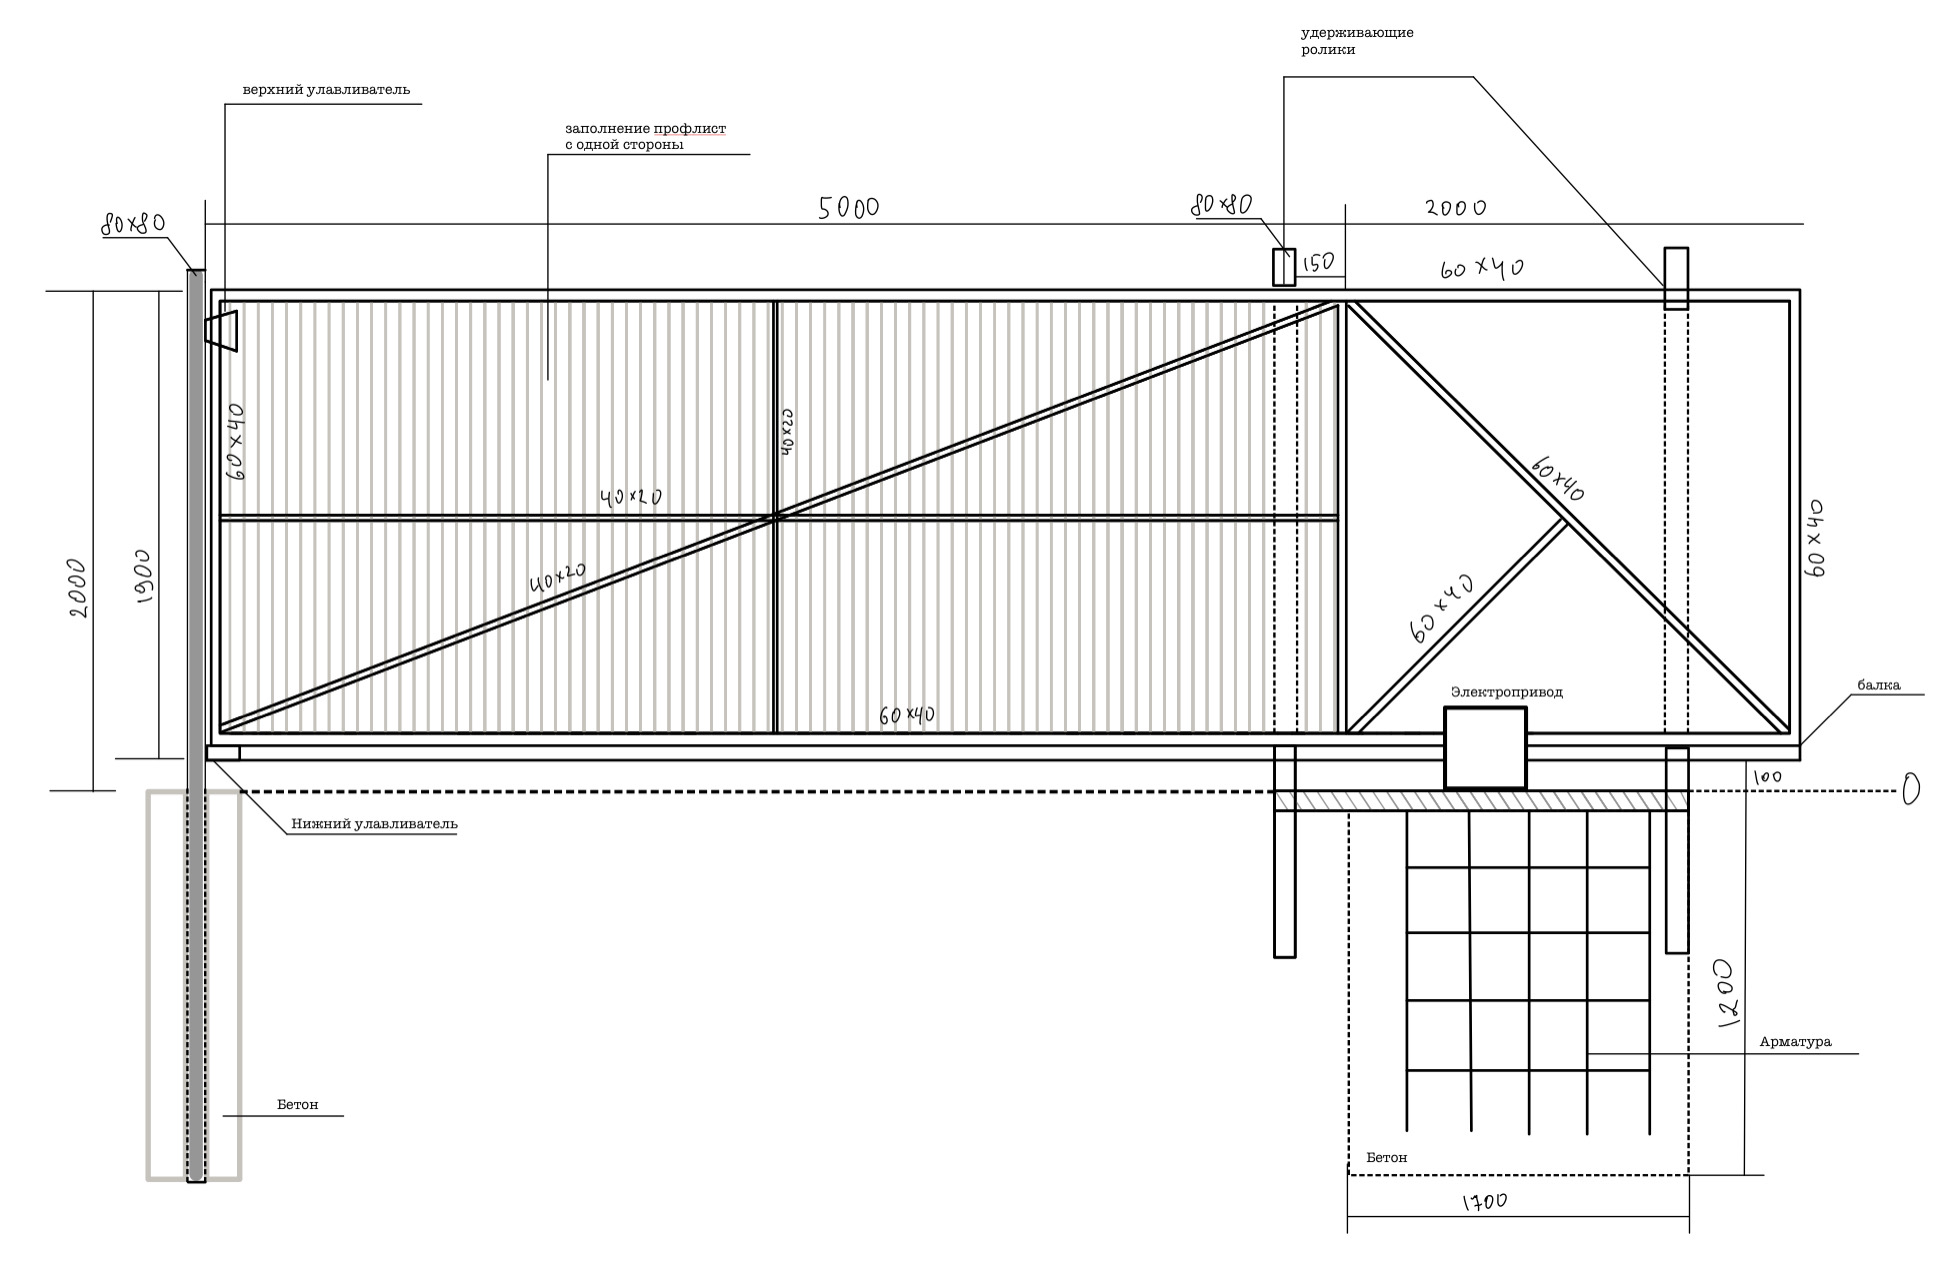 удерживающие
ролики
верхний улавливатель
заполнение профлист
с одной стороны
80x80
5000
80x80
2000
150
60x40
60x40
40x20
40x20
60x40
60x40
2000
1900
40x20
60x40
60x40
Электропривод
балка
100
0
Нижний улавливатель
1200
Арматура
Бетон
Бетон
1700